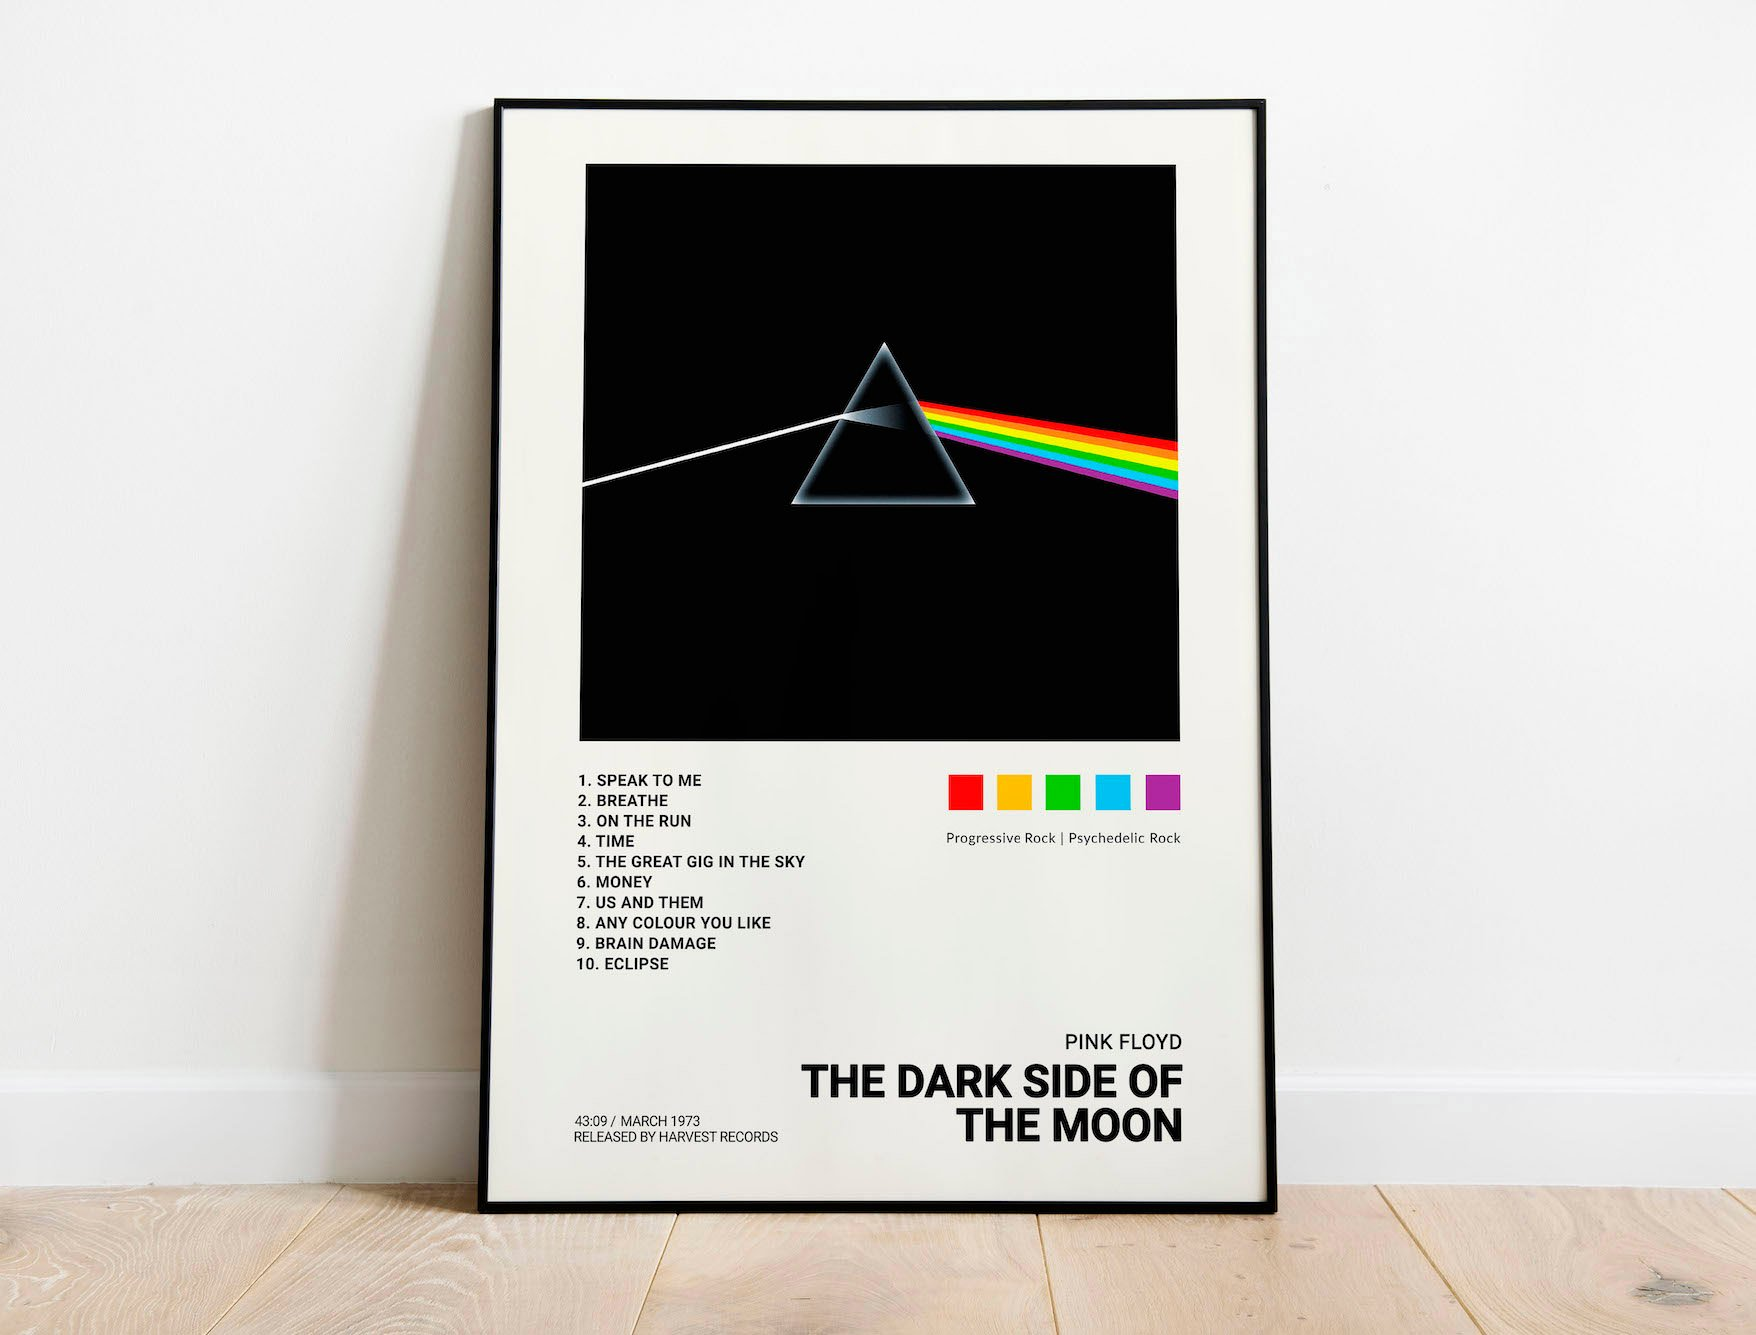 1. SPEAK TO ME
2. BREATHE
3. ON THE RUN
4. TIME
5. THE GREAT GIG IN THE SKY
6. MONEY
7. US AND THEM
8. ANY COLOUR YOU LIKE
9. BRAIN DAMAGE
10. ECLIPSE
Progressive Rock | Psychedelic Rock
PINK FLOYD
THE DARK SIDE OF
THE MOON
43:09 / MARCH 1973
RELEASED BY HARVEST RECORDS